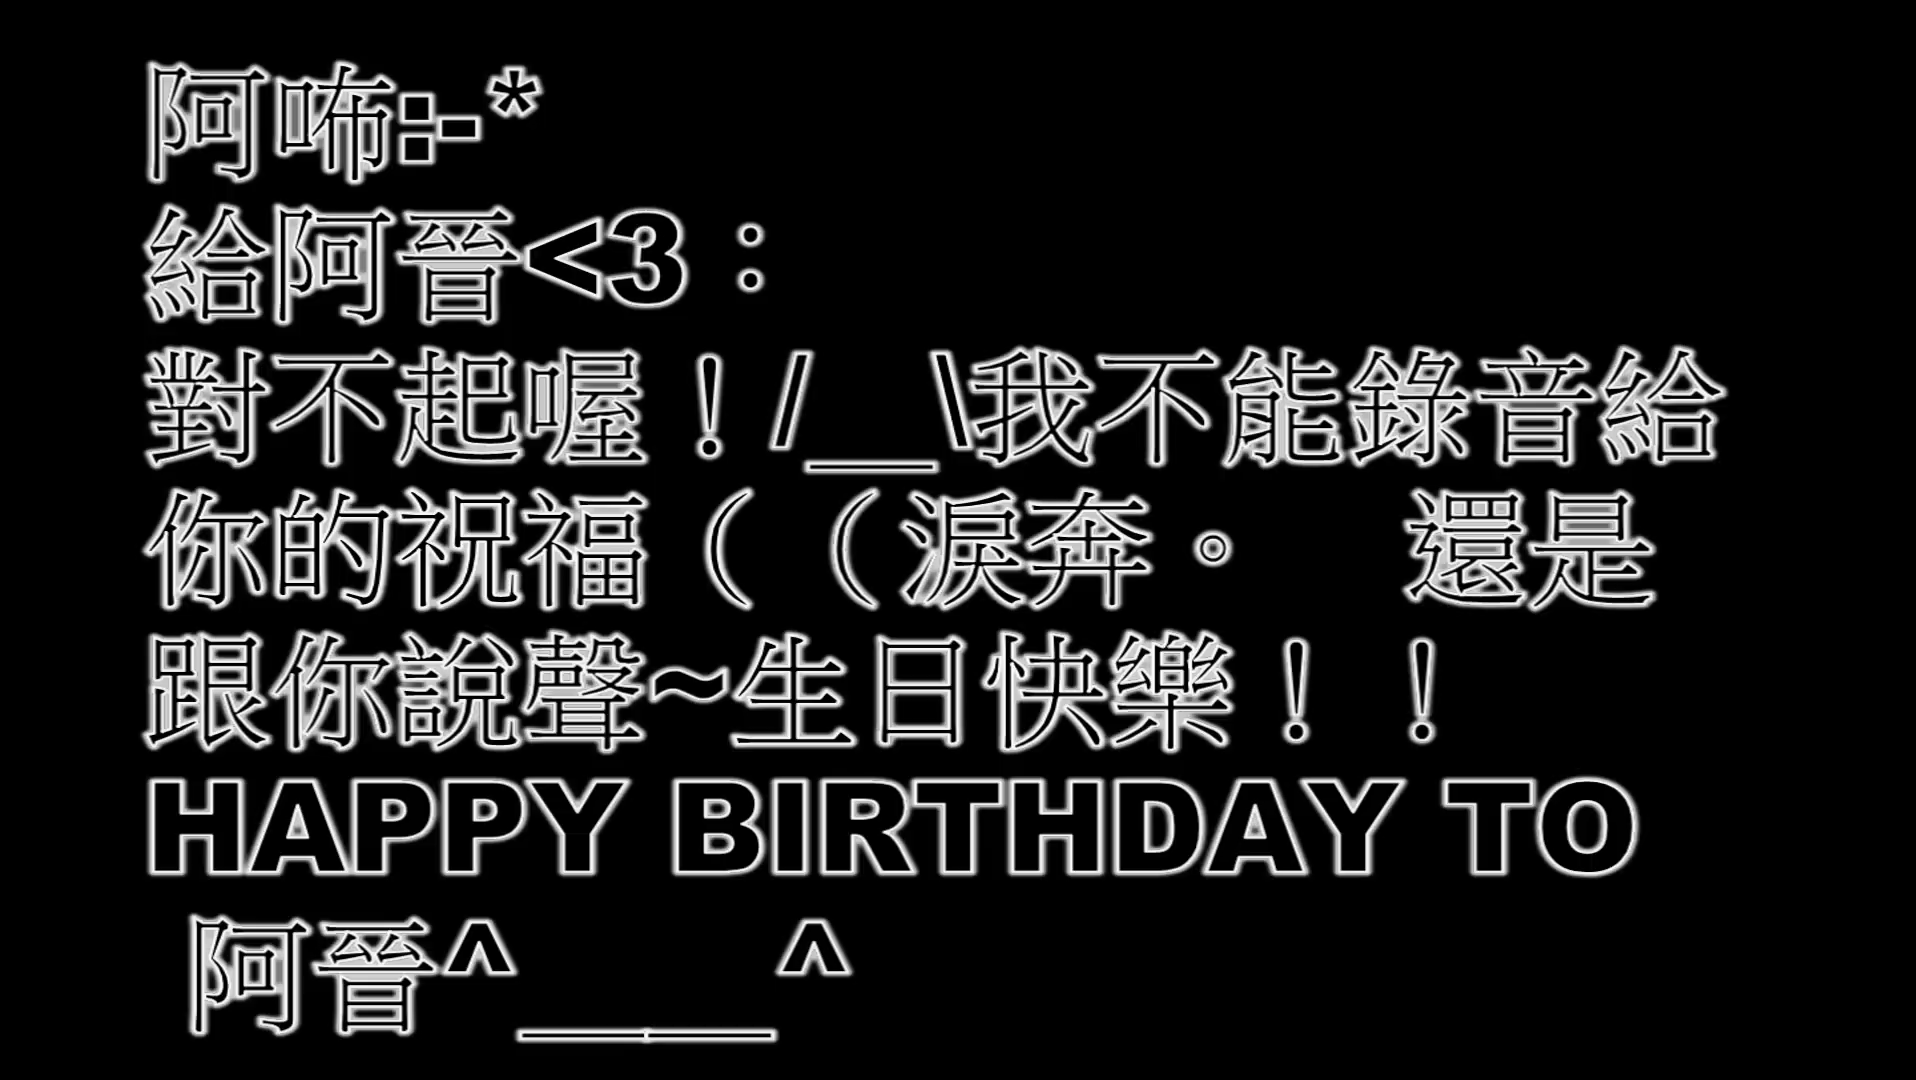 阿咘:-*
給阿晉<3：
對不起喔！/__\我不能錄音給
你的祝福（（淚奔。　還是
跟你說聲~生日快樂！！
HAPPY BIRTHDAY TO
阿晉^____^